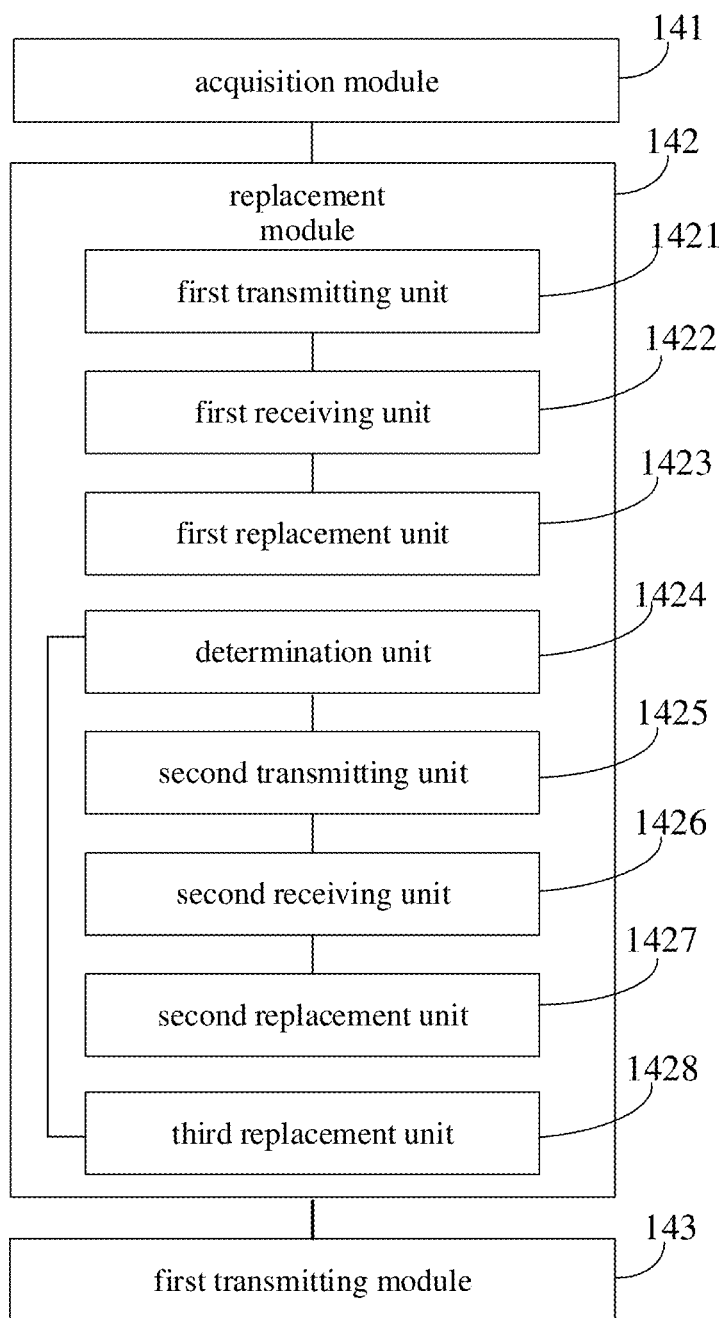 141
acquisition module
142
replacement
module
1421
first transmitting unit
1422
first receiving unit
1423
first replacement unit
1424
determination unit
1425
second transmitting unit
1426
second receiving unit
1427
second replacement unit
1428
third replacement unit
143
first transmitting module